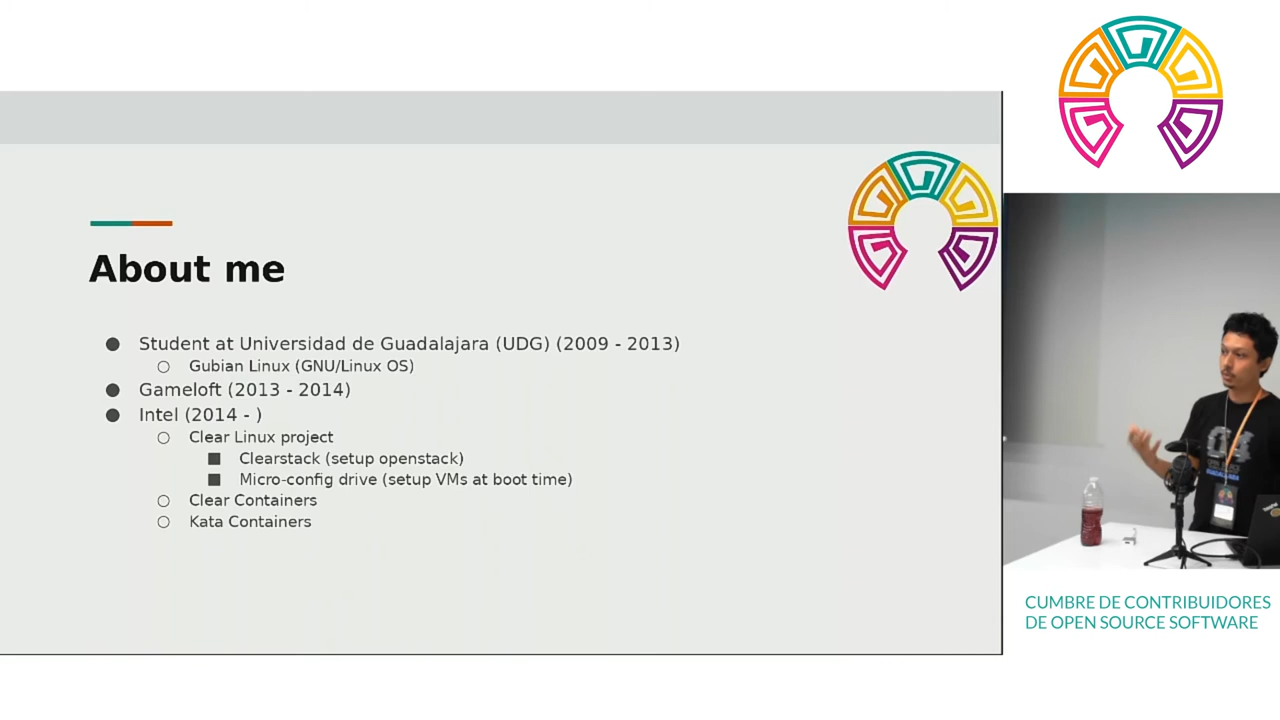 About me
● Student at Universidad de Guadalajara (UDG) (2009 - 2013)
○ Gubian Linux (GNU/Linux OS)
● Gameloft (2013 - 2014)
● Intel (2014 - )
○ Clear Linux project
■ Clearstack (setup openstack)
■ Micro-config drive (setup VMs at boot time)
○ Clear Containers
○ Kata Containers
CUMBRE DE CONTRIBUIDORES
DE OPEN SOURCE SOFTWARE